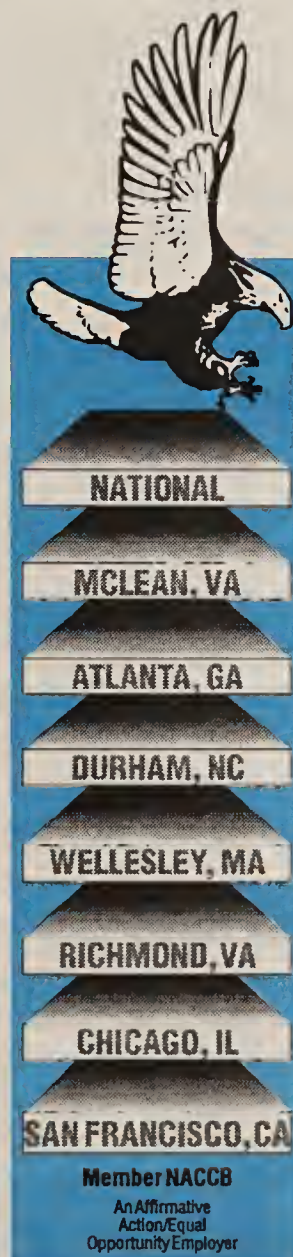 NATIONAL
MCLEAN, VA
ATLANTA, GA
DURHAM, NC
WELLESLEY, MA
RICHMOND, VA
CHICAGO, IL
SAN FRANCISCO, CA
Member NACCB
An Affirmative
Action/Equal
Opportunity Employer